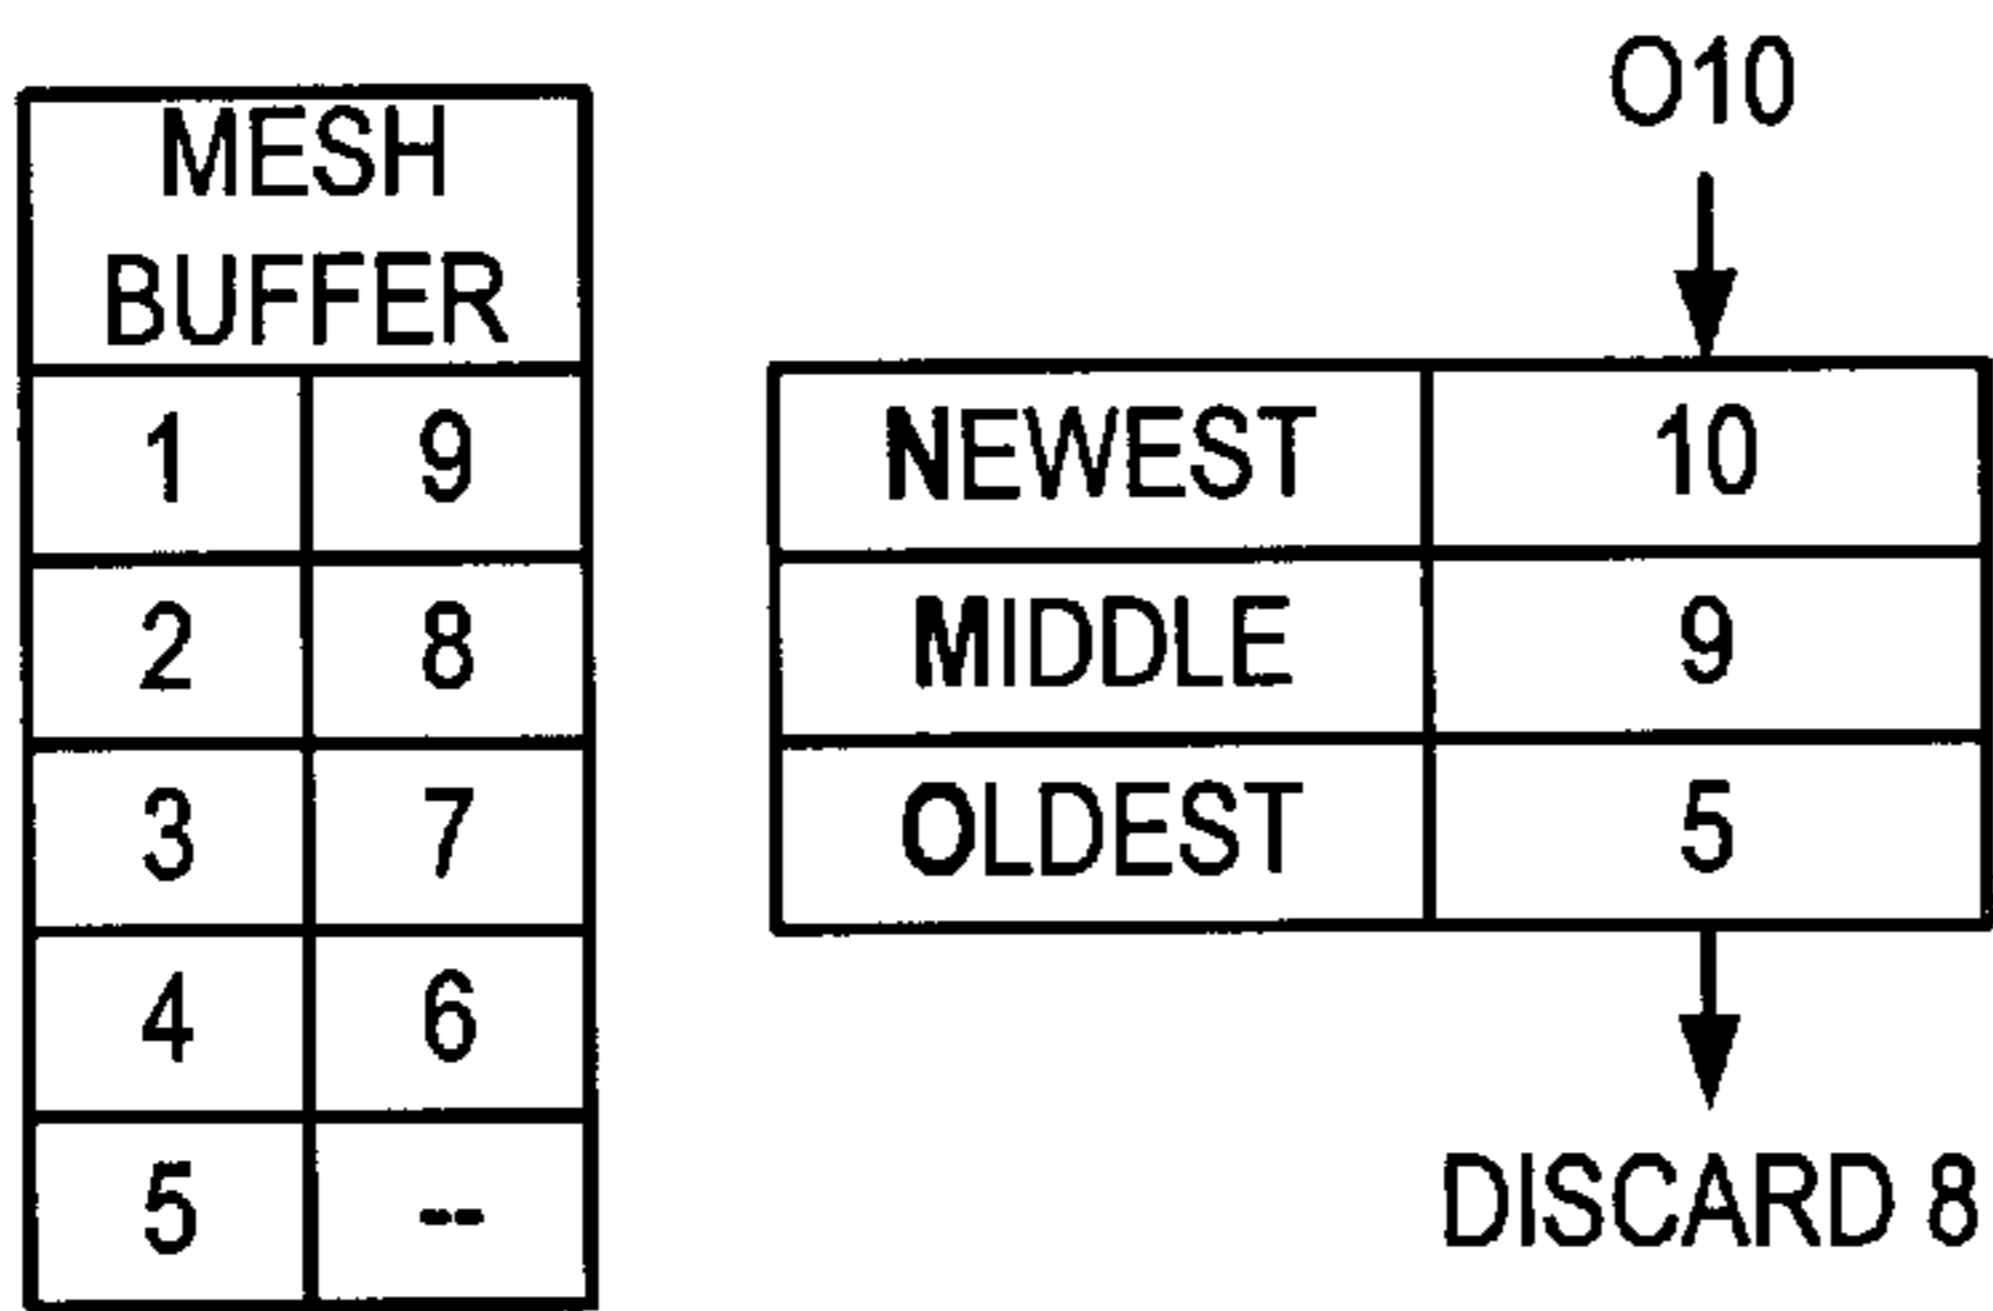 MESH
BUFFER
1 9
2 8
3 7
4 6
5 --
O10
NEWEST 10
MIDDLE 9
OLDEST 5
DISCARD 8